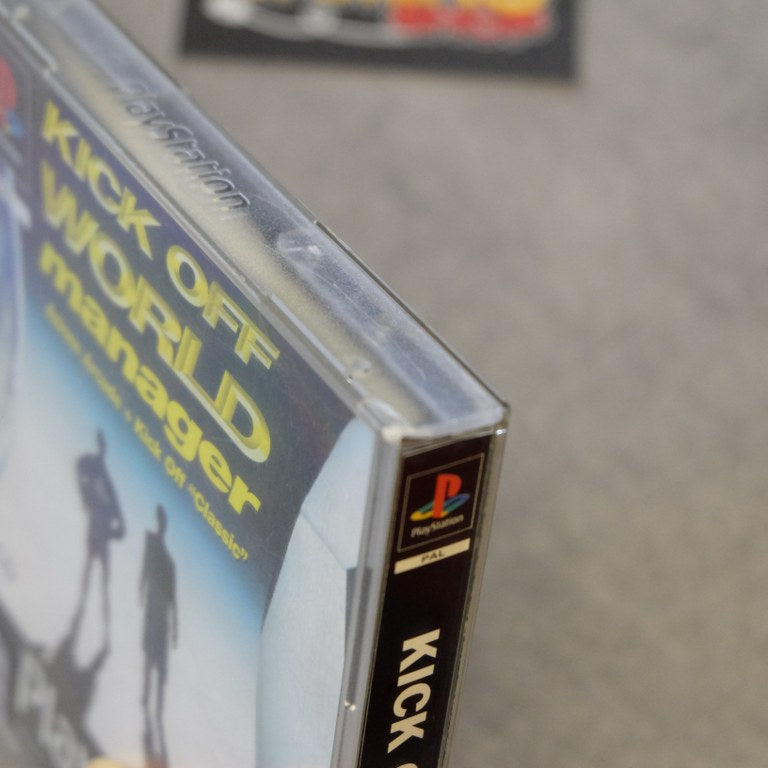 PlayStation
KICK OFF
WORLD
manager
Kick Off "Classic"
PlayStation
PAL
KICK